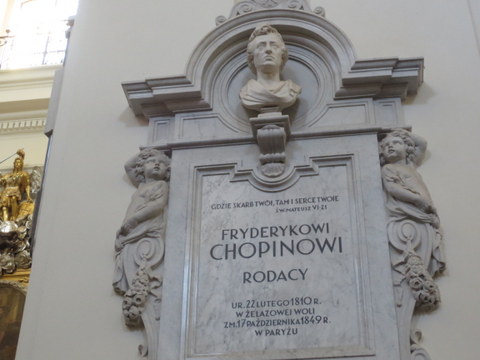 GDZIE SKARB TWÓJ, TAM I SERCE TWOJE
ŚW. MATEUSZ VI·21
FRYDERYKOWI
CHOPINOWI
RODACY
UR. 22 LUTEGO 1810 R.
W ŻELAZOWEJ WOLI
ZM. 17 PAŹDZIERNIKA 1849 R.
W PARYŻU